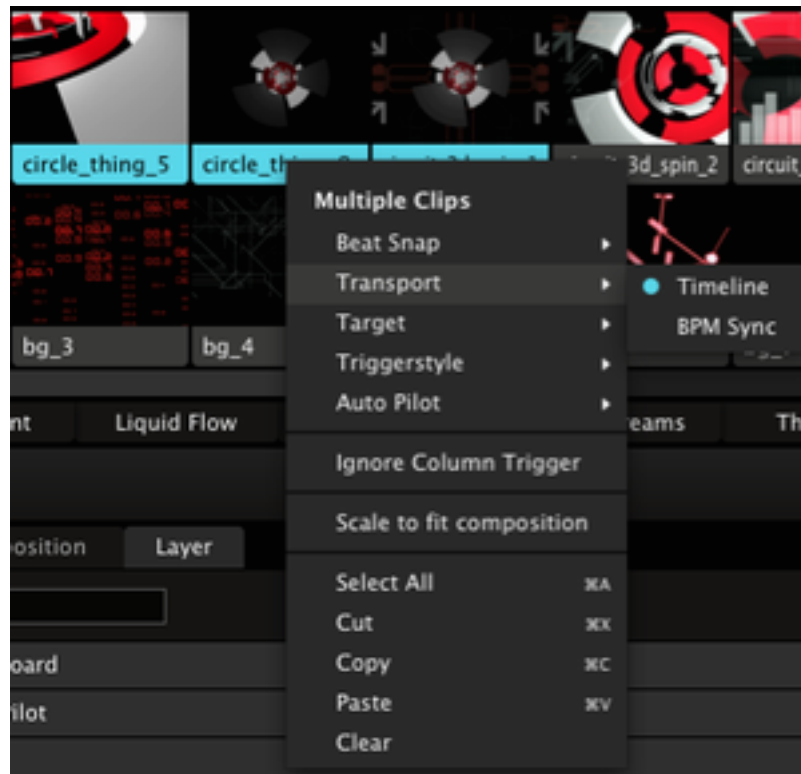 circle_thing_5
circle_th
3d_spin_2
circuit_
Multiple Clips
Beat Snap
Transport
Timeline
Target
BPM Sync
bg_3
bg_4
Triggerstyle
Auto Pilot
nt
Liquid Flow
reams
Th
Ignore Column Trigger
Scale to fit composition
osition
Layer
Select All ⌘A
Cut ⌘X
oard
Copy ⌘C
ilot
Paste ⌘V
Clear